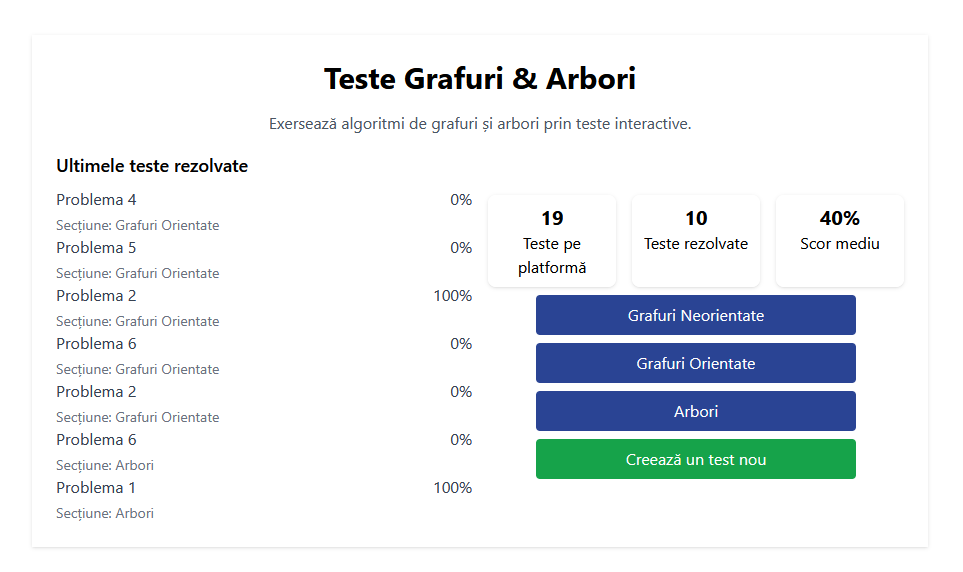 Teste Grafuri & Arbori
Exersează algoritmi de grafuri și arbori prin teste interactive.
Ultimele teste rezolvate
Problema 4 0%
Secțiune: Grafuri Orientate
Problema 5 0%
Secțiune: Grafuri Orientate
Problema 2 100%
Secțiune: Grafuri Orientate
Problema 6 0%
Secțiune: Grafuri Orientate
Problema 2 0%
Secțiune: Grafuri Orientate
Problema 6 0%
Secțiune: Arbori
Problema 1 100%
Secțiune: Arbori
19
Teste pe
platformă
10
Teste rezolvate
40%
Scor mediu
Grafuri Neorientate
Grafuri Orientate
Arbori
Creează un test nou